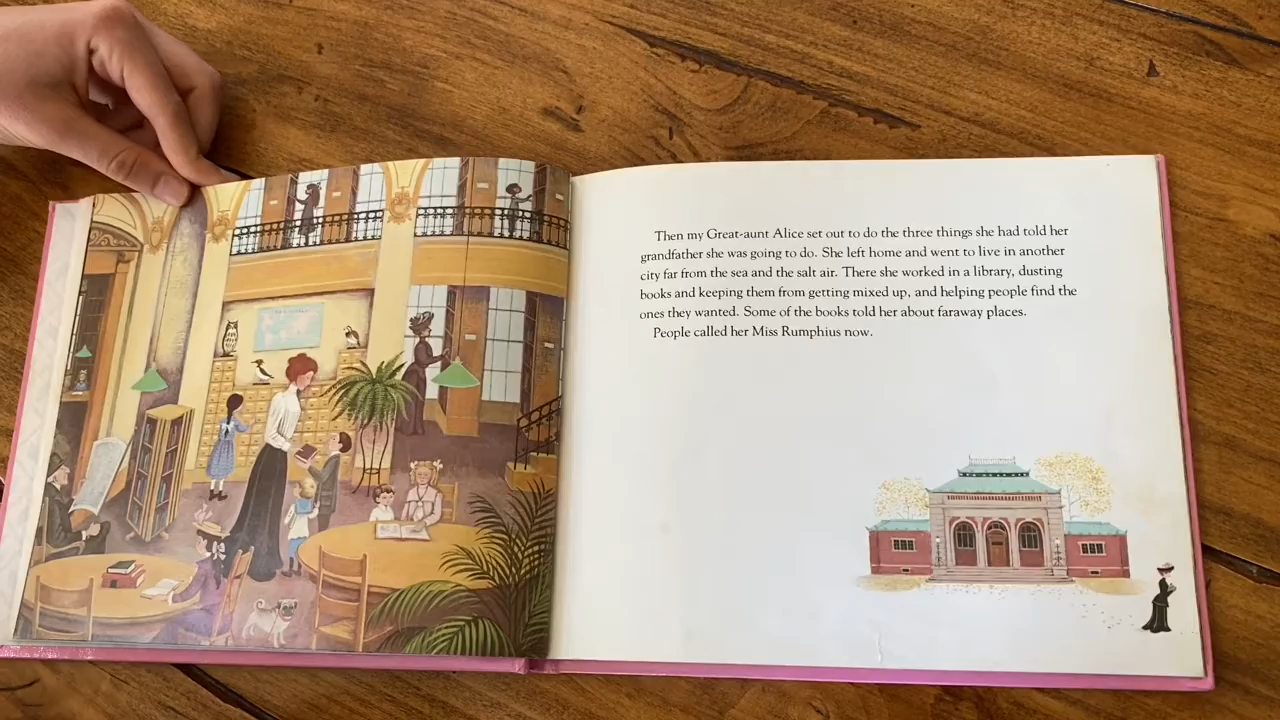 Then my Great-aunt Alice set out to do the three things she had told her
grandfather she was going to do. She left home and went to live in another
city far from the sea and the salt air. There she worked in a library, dusting
books and keeping them from getting mixed up, and helping people find the
ones they wanted. Some of the books told her about faraway places.
People called her Miss Rumphius now.